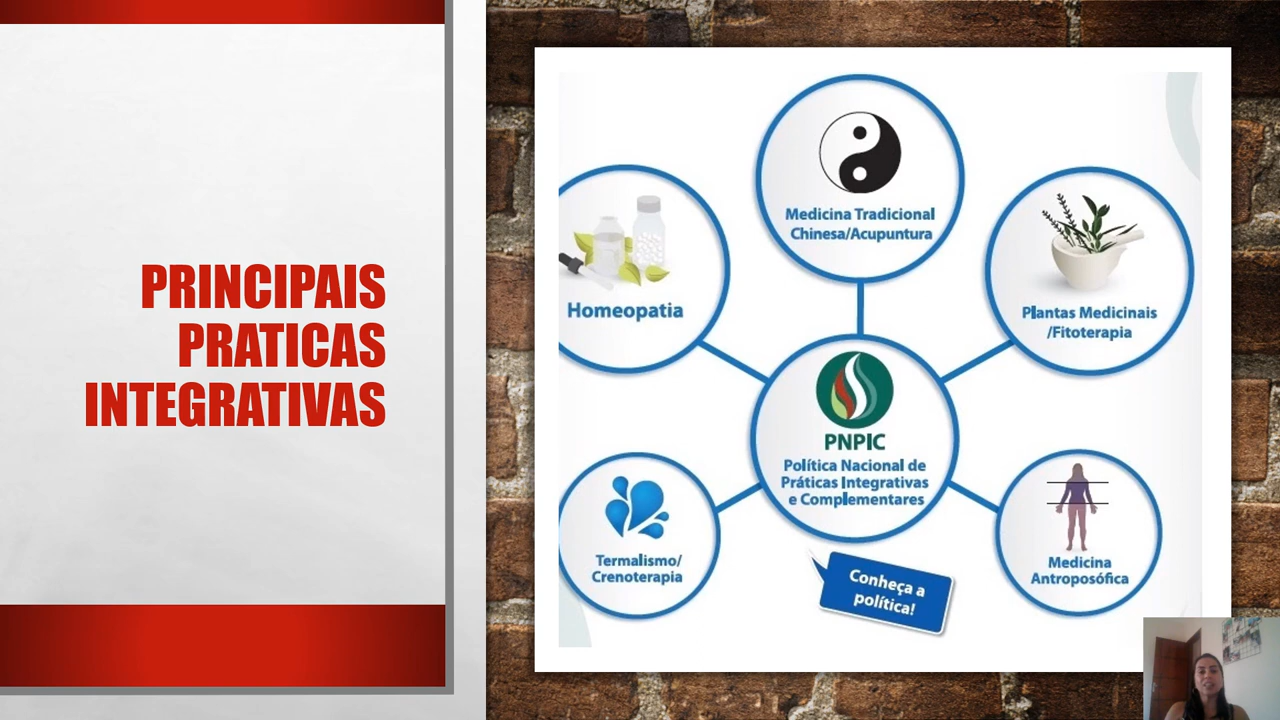 PRINCIPAIS
PRATICAS
INTEGRATIVAS
Medicina Tradicional
Chinesa/Acupuntura
Homeopatia
Plantas Medicinais
/Fitoterapia
PNPIC
Política Nacional de
Práticas Integrativas
e Complementares
Termalismo/
Crenoterapia
Medicina
Antroposófica
Conheça a
política!